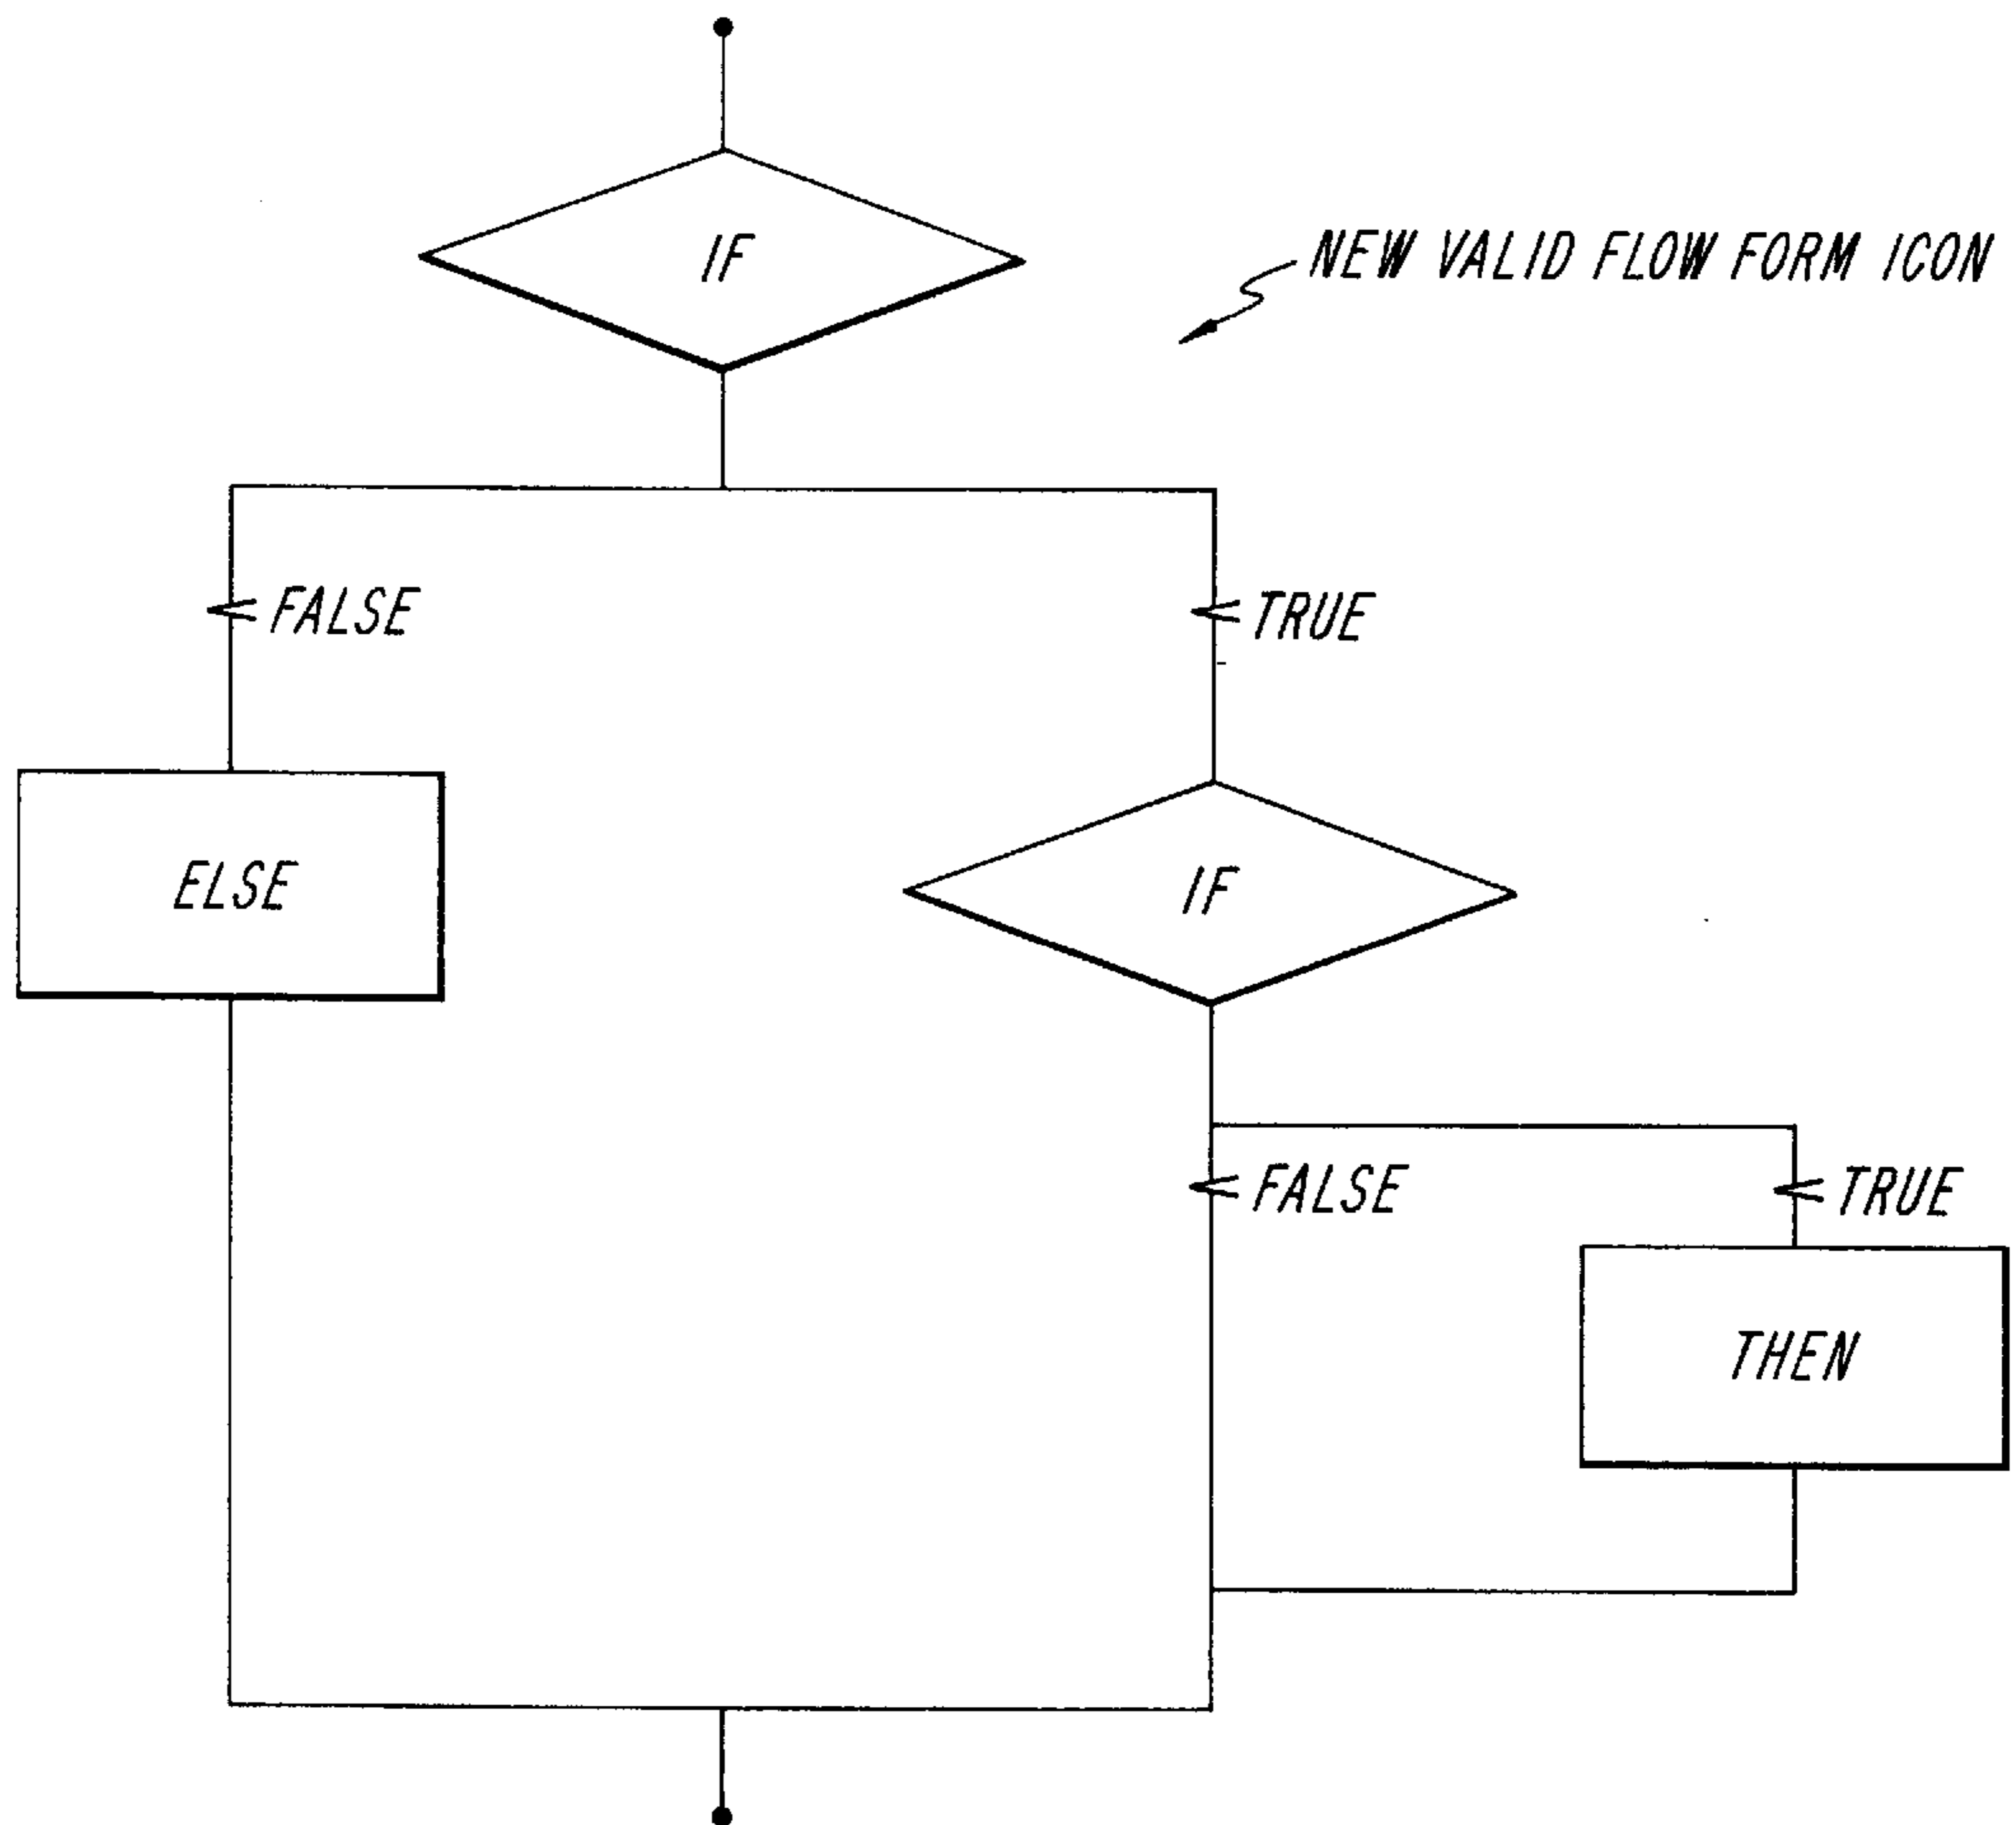 IF
NEW VALID FLOW FORM ICON
FALSE
TRUE
ELSE
IF
FALSE
TRUE
THEN